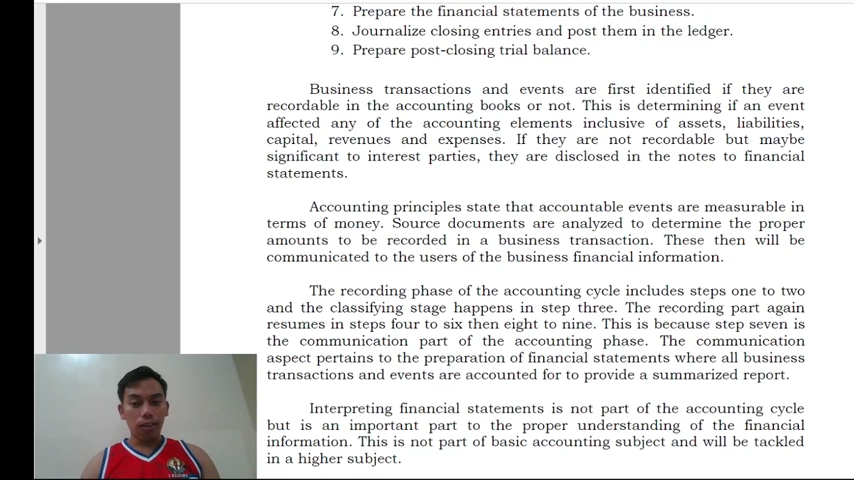 7. Prepare the financial statements of the business.
8. Journalize closing entries and post them in the ledger.
9. Prepare post-closing trial balance.
Business transactions and events are first identified if they are
recordable in the accounting books or not. This is determining if an event
affected any of the accounting elements inclusive of assets, liabilities,
capital, revenues and expenses. If they are not recordable but maybe
significant to interest parties, they are disclosed in the notes to financial
statements.
Accounting principles state that accountable events are measurable in
terms of money. Source documents are analyzed to determine the proper
amounts to be recorded in a business transaction. These then will be
communicated to the users of the business financial information.
The recording phase of the accounting cycle includes steps one to two
and the classifying stage happens in step three. The recording part again
resumes in steps four to six then eight to nine. This is because step seven is
the communication part of the accounting phase. The communication
aspect pertains to the preparation of financial statements where all business
transactions and events are accounted for to provide a summarized report.
Interpreting financial statements is not part of the accounting cycle
but is an important part to the proper understanding of the financial
information. This is not part of basic accounting subject and will be tackled
in a higher subject.